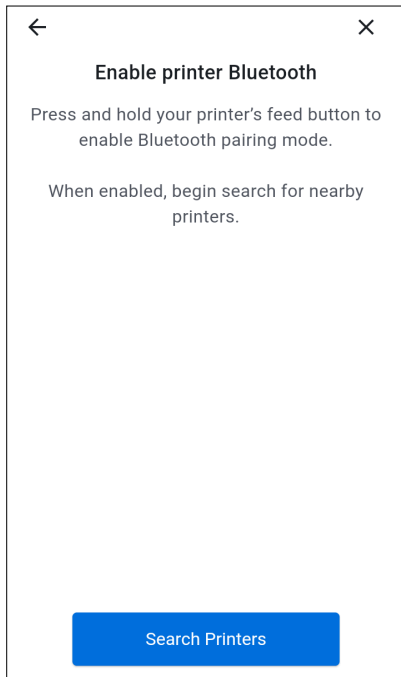 Enable printer Bluetooth
Press and hold your printer’s feed button to
enable Bluetooth pairing mode.
When enabled, begin search for nearby
printers.
Search Printers